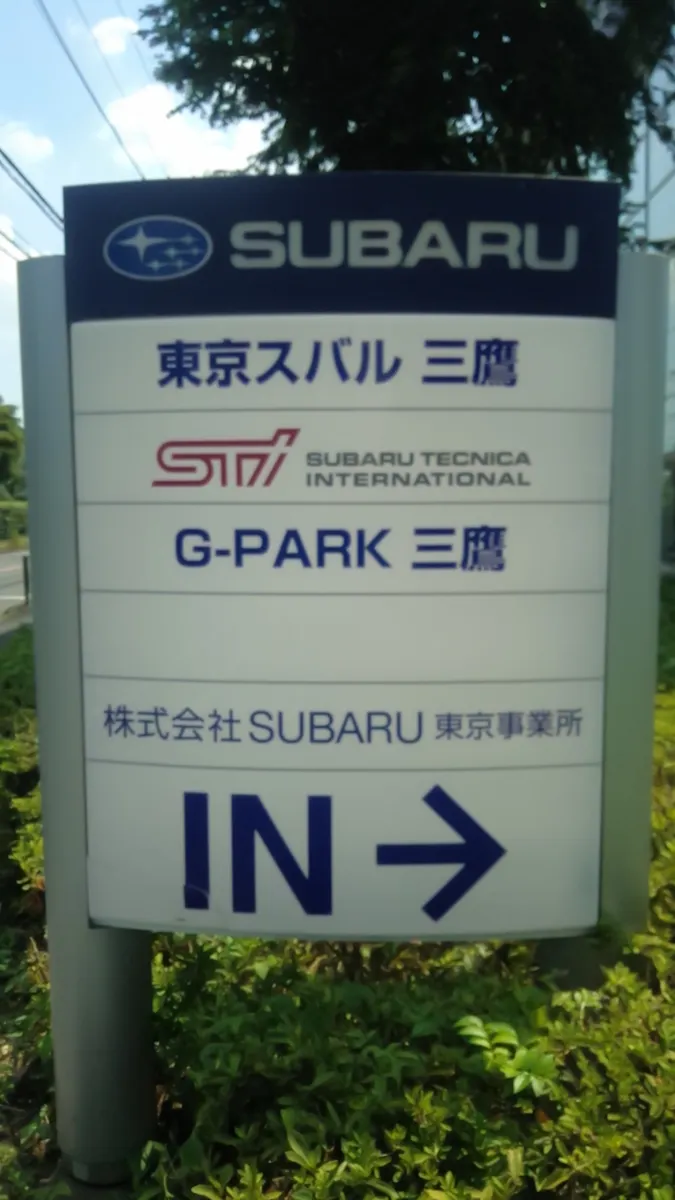 SUBARU
東京スバル 三鷹
STI SUBARU TECNICA
INTERNATIONAL
G-PARK 三鷹
株式会社SUBARU 東京事業所
IN→